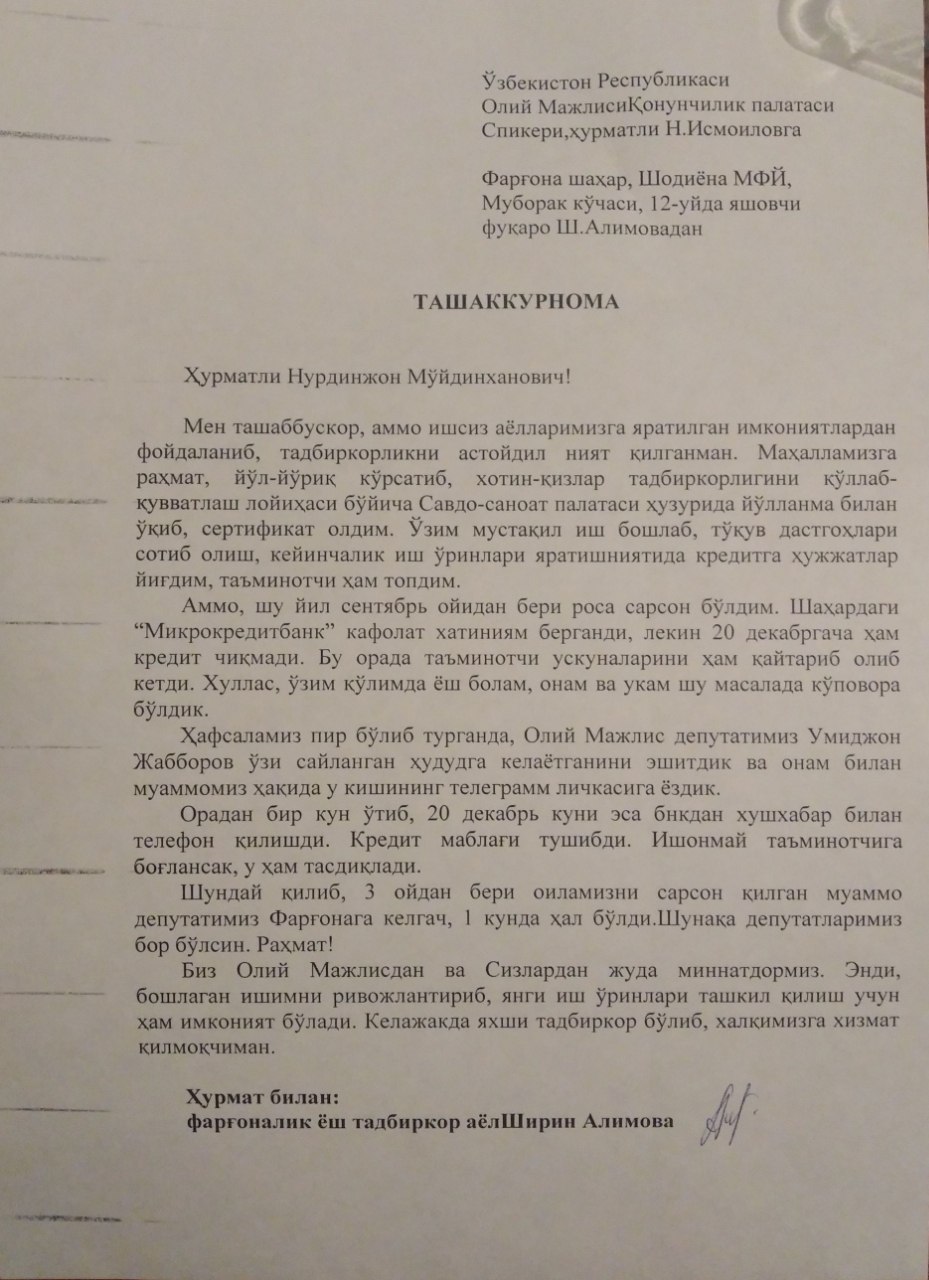 Ўзбекистон Республикаси
Олий МажлисиҚонунчилик палатаси
Спикери,ҳурматли Н.Исмоиловга
Фарғона шаҳар, Шодиёна МФЙ,
Муборак кўчаси, 12-уйда яшовчи
фуқаро Ш.Алимовадан
ТАШАККУРНОМА
Ҳурматли Нурдинжон Мўйдинханович!
Мен ташаббускор, аммо ишсиз аёлларимизга яратилган имкониятлардан
фойдаланиб, тадбиркорликни астойдил ният қилганман. Маҳалламизга
раҳмат, йўл-йўриқ кўрсатиб, хотин-қизлар тадбиркорлигини қўллаб-
қувватлаш лойиҳаси бўйича Савдо-саноат палатаси ҳузурида йўлланма билан
ўқиб, сертификат олдим. Ўзим мустақил иш бошлаб, тўқув дастгоҳлари
сотиб олиш, кейинчалик иш ўринлари яратишниятида кредитга ҳужжатлар
йиғдим, таъминотчи ҳам топдим.
Аммо, шу йил сентябрь ойидан бери роса сарсон бўлдим. Шаҳардаги
“Микрокредитбанк” кафолат хатиниям берганди, лекин 20 декабргача ҳам
кредит чиқмади. Бу орада таъминотчи ускуналарини ҳам қайтариб олиб
кетди. Хуллас, ўзим қўлимда ёш болам, онам ва укам шу масалада кўповора
бўлдик.
Ҳафсаламиз пир бўлиб турганда, Олий Мажлис депутатимиз Умиджон
Жабборов ўзи сайланган ҳудудга келаётганини эшитдик ва онам билан
муаммомиз ҳақида у кишининг телеграмм личкасига ёздик.
Орадан бир кун ўтиб, 20 декабрь куни эса бнкдан хушхабар билан
телефон қилишди. Кредит маблағи тушибди. Ишонмай таъминотчига
боғлансак, у ҳам тасдиқлади.
Шундай қилиб, 3 ойдан бери оиламизни сарсон қилган муаммо
депутатимиз Фарғонага келгач, 1 кунда ҳал бўлди.Шунақа депутатларимиз
бор бўлсин. Раҳмат!
Биз Олий Мажлисдан ва Сизлардан жуда миннатдормиз. Энди,
бошлаган ишимни ривожлантириб, янги иш ўринлари ташкил қилиш учун
ҳам имконият бўлади. Келажакда яхши тадбиркор бўлиб, халқимизга хизмат
қилмоқчиман.
Ҳурмат билан:
фарғоналик ёш тадбиркор аёлШирин Алимова